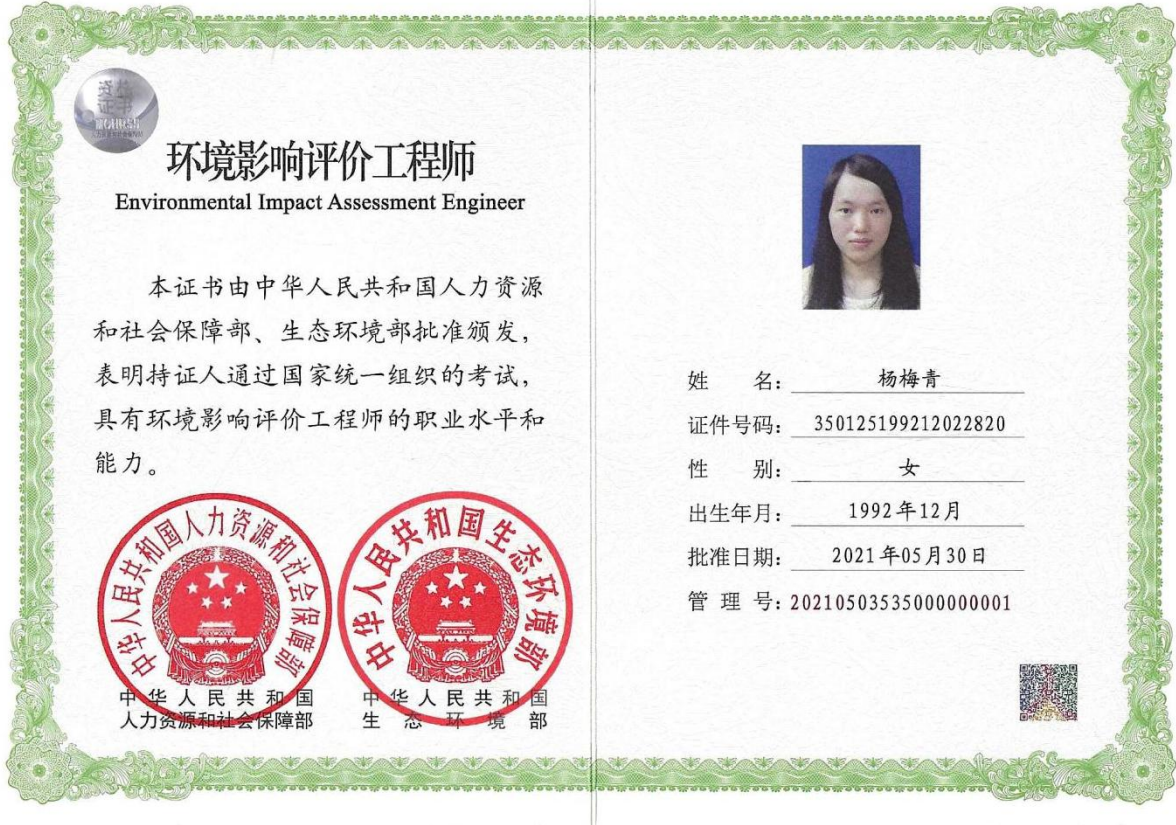 资格
证书
MOHRSS
环境影响评价工程师
Environmental Impact Assessment Engineer
本证书由中华人民共和国人力资源
和社会保障部、生态环境部批准颁发，
表明持证人通过国家统一组织的考试，
具有环境影响评价工程师的职业水平和
能力。
中华人民共和国人力资源和社会保障部
中华人民共和国生态环境部
中华人民共和国
人力资源和社会保障部
中华人民共和国
生态环境部
姓 名： 杨梅青
证件号码： 350125199212022820
性 别： 女
出生年月： 1992年12月
批准日期： 2021年05月30日
管 理 号：20210503535000000001